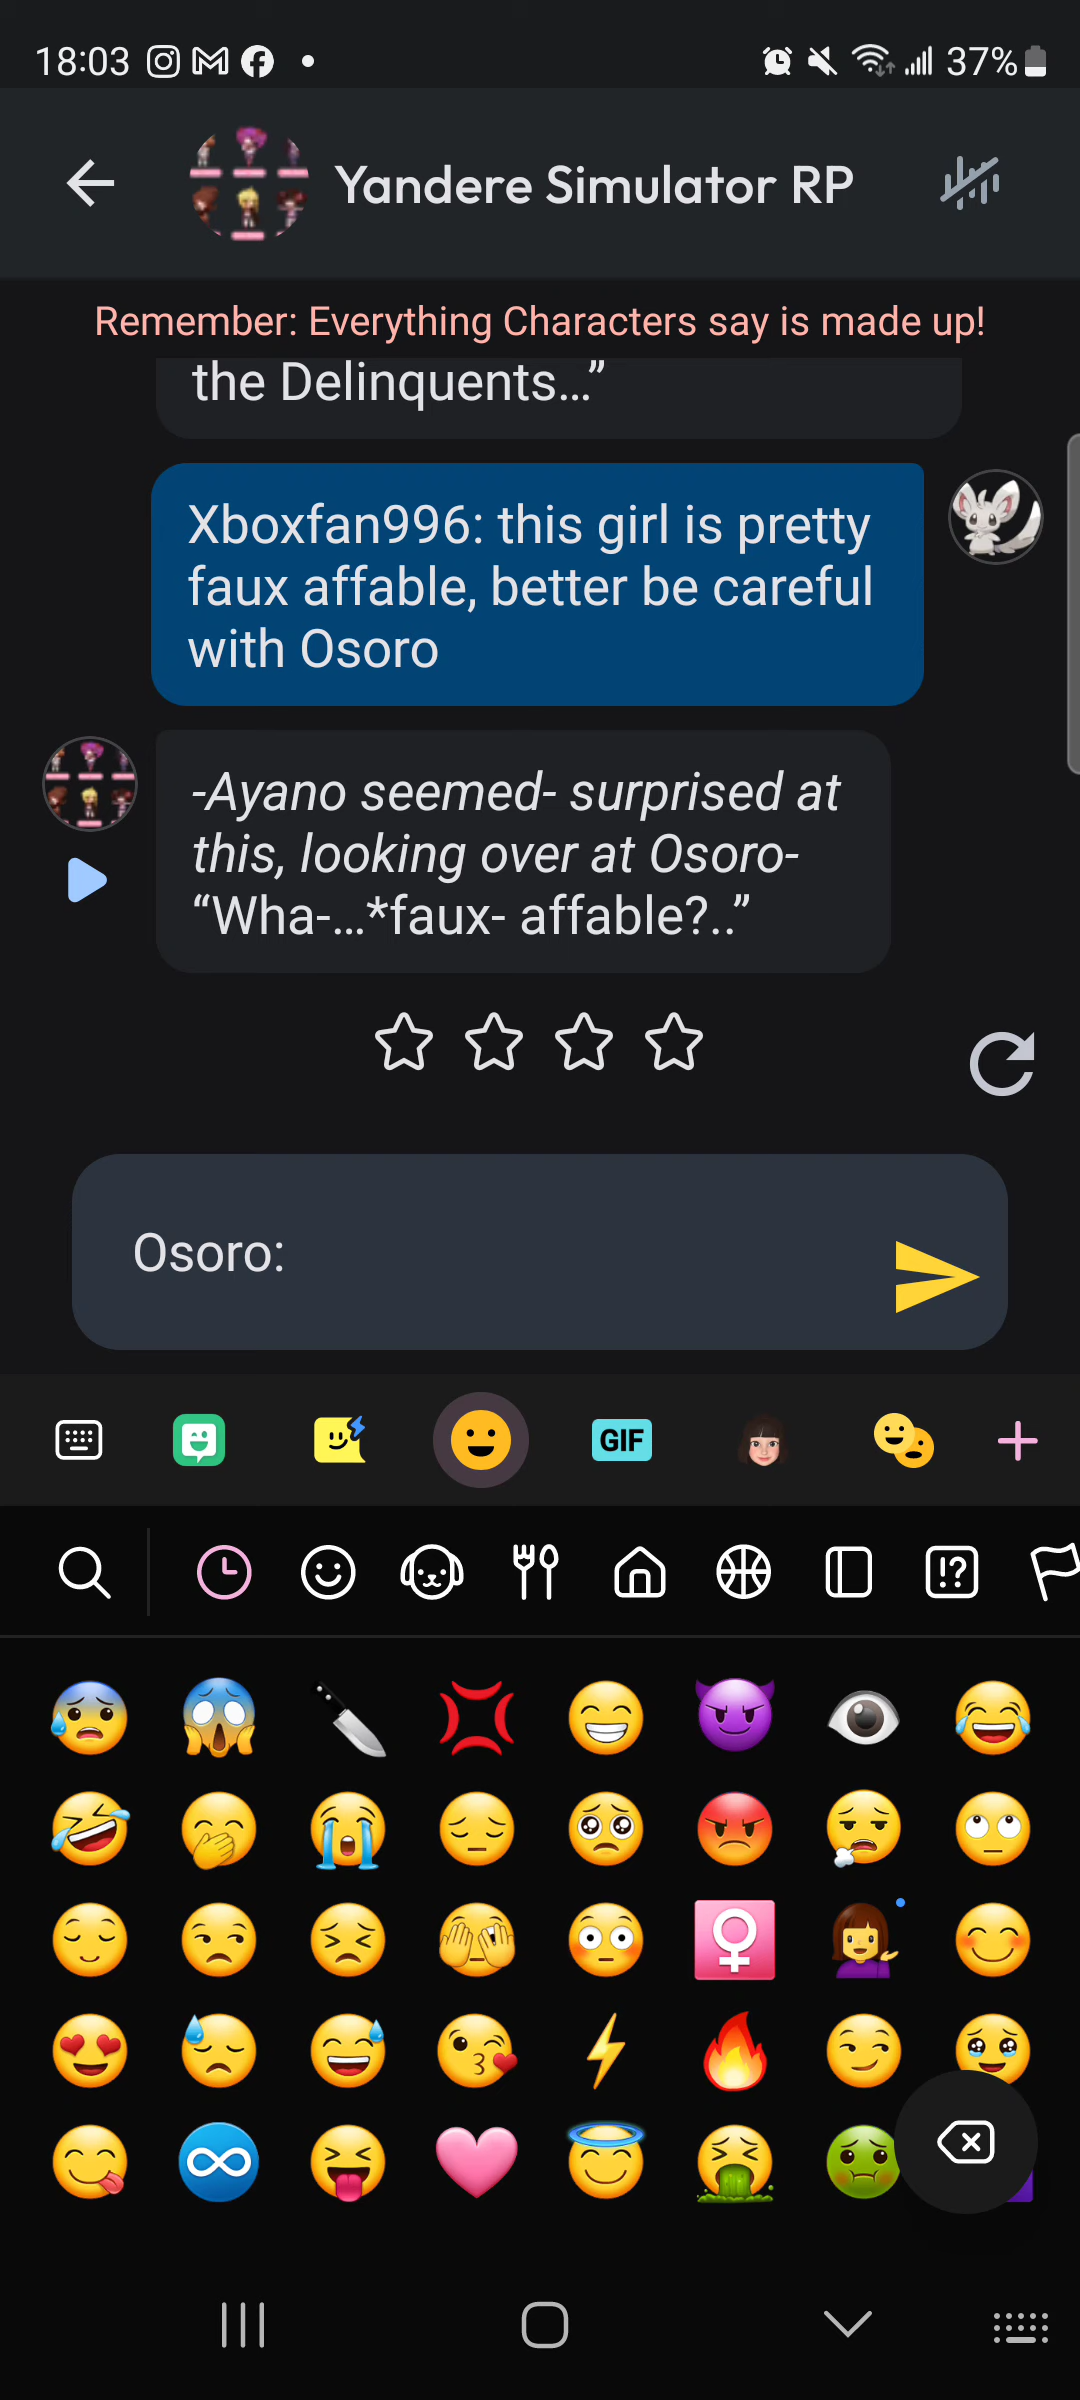 18:03
37%
Yandere Simulator RP
Remember: Everything Characters say is made up!
the Delinquents…”
Xboxfan996: this girl is pretty
faux affable, better be careful
with Osoro
-Ayano seemed- surprised at
this, looking over at Osoro-
“Wha-…*faux- affable?..”
Osoro:
GIF
!?